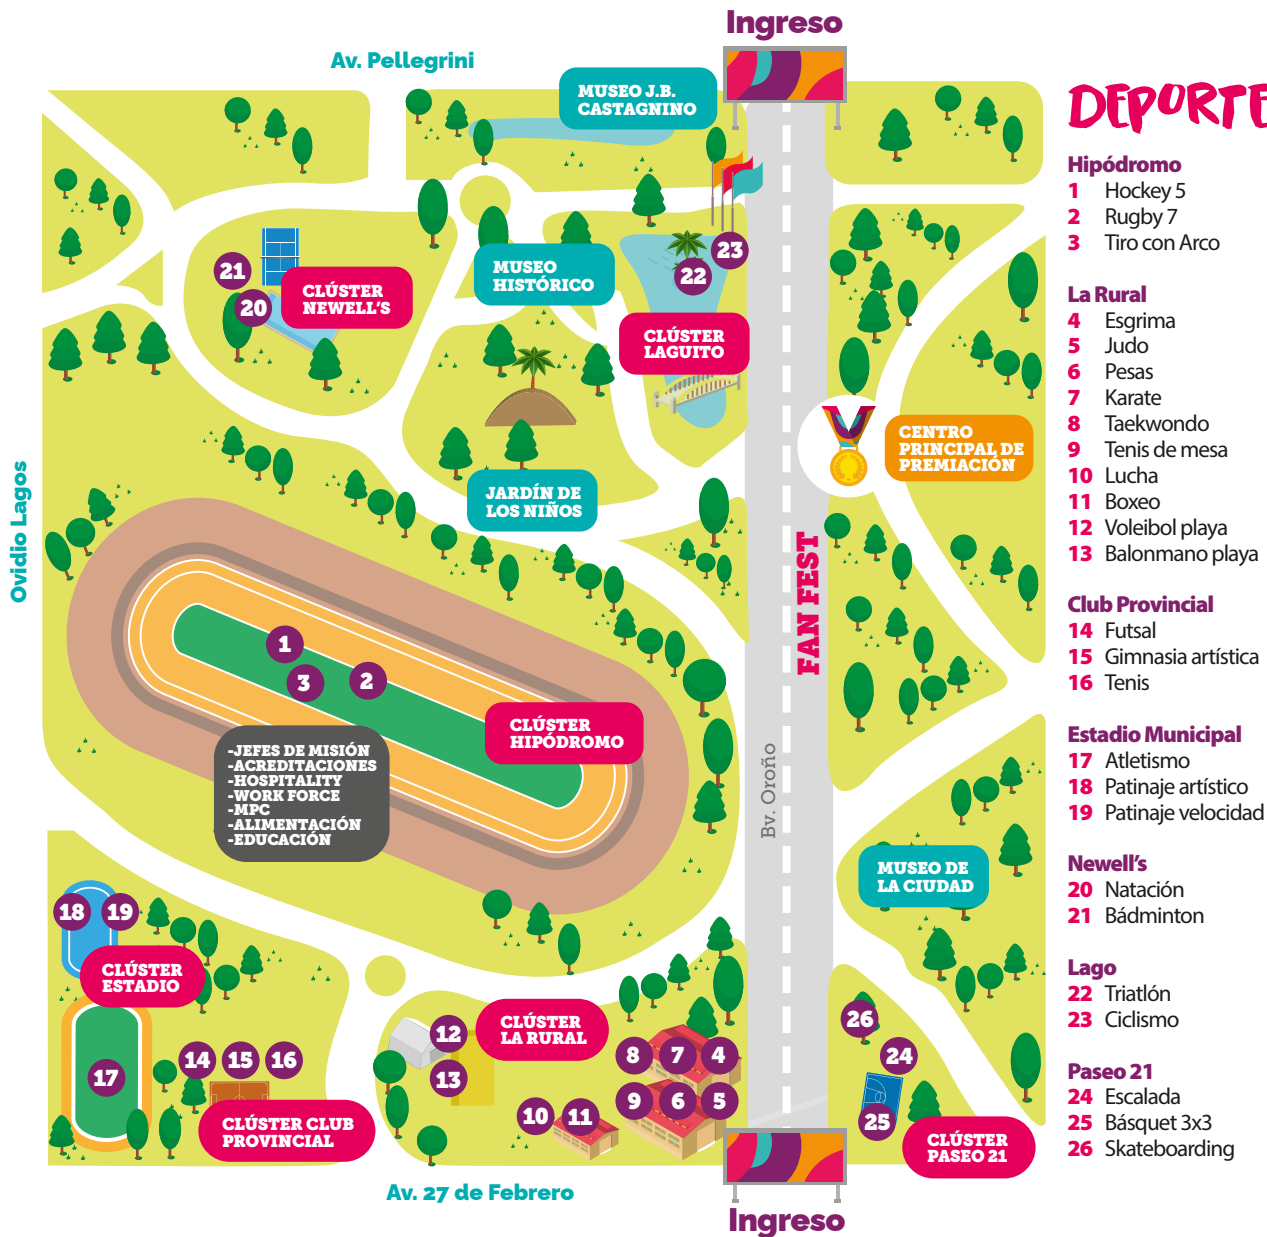 Ingreso
Av. Pellegrini
MUSEO J.B.
CASTAGNINO
21
20
CLÚSTER
NEWELL'S
MUSEO
HISTÓRICO
23
22
CLÚSTER
LAGUITO
CENTRO
PRINCIPAL DE
PREMIACIÓN
JARDÍN DE
LOS NIÑOS
Ovidio Lagos
FAN FEST
1
3
2
CLÚSTER
HIPÓDROMO
-JEFES DE MISIÓN
-ACREDITACIONES
-HOSPITALITY
-WORK FORCE
-MPC
-ALIMENTACIÓN
-EDUCACIÓN
Bv. Oroño
MUSEO DE
LA CIUDAD
18
19
CLÚSTER
ESTADIO
17
14
15
16
CLÚSTER CLUB
PROVINCIAL
12
13
CLÚSTER
LA RURAL
8
7
4
9
6
5
10
11
26
24
25
CLÚSTER
PASEO 21
Av. 27 de Febrero
Ingreso
DEPORTE
Hipódromo
1 Hockey 5
2 Rugby 7
3 Tiro con Arco
La Rural
4 Esgrima
5 Judo
6 Pesas
7 Karate
8 Taekwondo
9 Tenis de mesa
10 Lucha
11 Boxeo
12 Voleibol playa
13 Balonmano playa
Club Provincial
14 Futsal
15 Gimnasia artística
16 Tenis
Estadio Municipal
17 Atletismo
18 Patinaje artístico
19 Patinaje velocidad
Newell's
20 Natación
21 Bádminton
Lago
22 Triatlón
23 Ciclismo
Paseo 21
24 Escalada
25 Básquet 3x3
26 Skateboarding